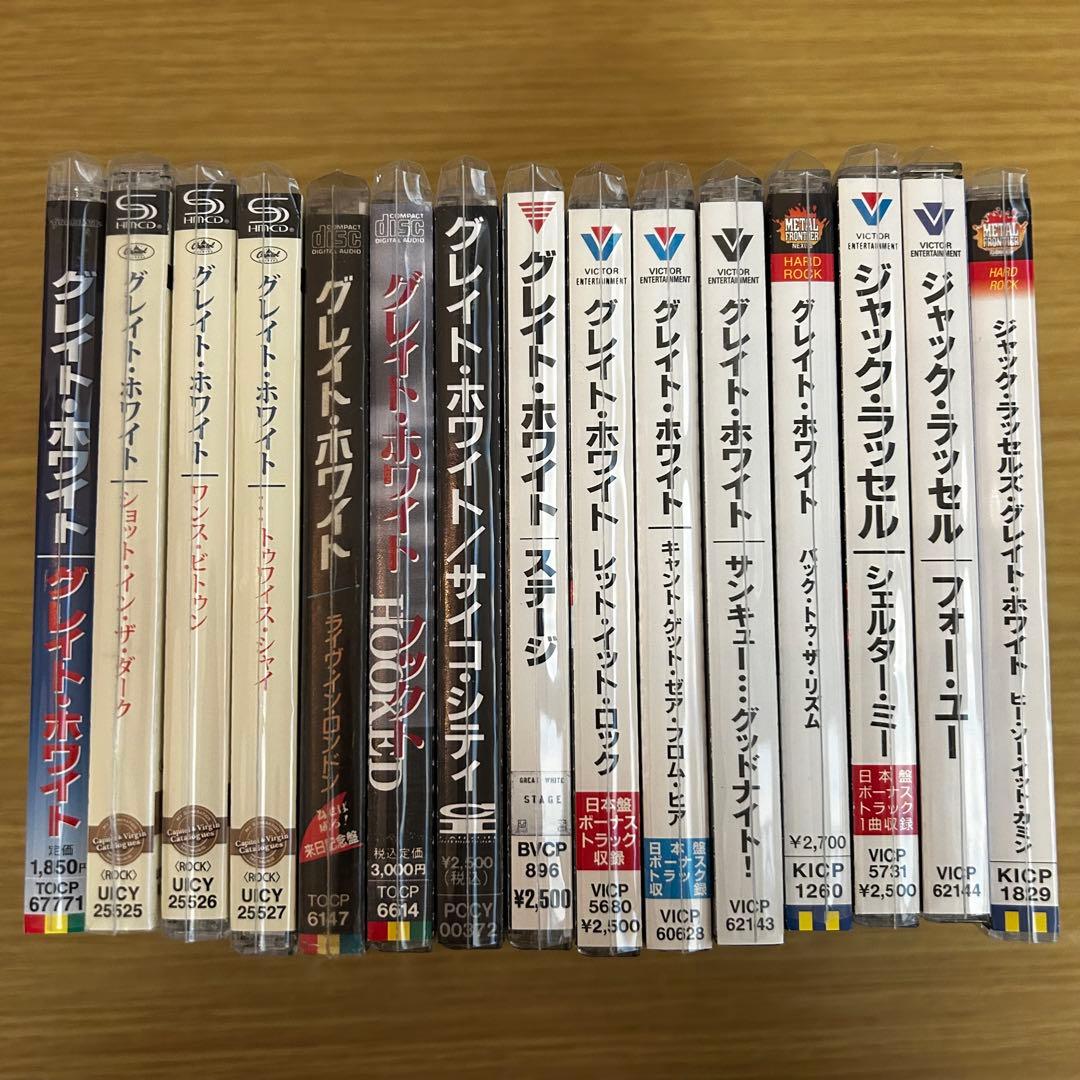 グレイト・ホワイト
グレイト・ホワイト
定価
1,850円
TOCP
67771
SHM-CD
Capitol
グレイト・ホワイト
ショット・イン・ザ・ダーク
Capitol & Virgin
Catalogues
〈ROCK〉
UICY
25525
SHM-CD
Capitol
グレイト・ホワイト
ワンス・ビトゥン
Capitol & Virgin
Catalogues
〈ROCK〉
UICY
25526
SHM-CD
Capitol
グレイト・ホワイト
…トゥワイス・シャイ
Capitol & Virgin
Catalogues
〈ROCK〉
UICY
25527
COMPACT
disc
DIGITAL AUDIO
グレイト・ホワイト
ライヴ・イン・ロンドン
来日記念盤
TOCP
6147
COMPACT
disc
DIGITAL AUDIO
グレイト・ホワイト フックト
HOOKED
税込定価
3,000円
TOCP
6614
グレイト・ホワイト/サイコ・シティ
¥2,500
(税込)
PCCY
00372
グレイト・ホワイト ステージ
GREAT WHITE
STAGE
BVCP
896
¥2,500
VICTOR
ENTERTAINMENT
グレイト・ホワイト レット・イット・ロック
日本盤
ボーナス
トラック
収録
VICP
5680
¥2,500
VICTOR
ENTERTAINMENT
グレイト・ホワイト
キャント・ゲット・ゼア・フロム・ヒア
日本盤
ボーナス
トラック
収録
VICP
60628
VICTOR
ENTERTAINMENT
グレイト・ホワイト サンキュー…グッドナイト!
VICP
62143
METAL
FRONTIER
NEXUS
HARD
ROCK
グレイト・ホワイト
バック・トゥ・ザ・リズム
¥2,700
KICP
1260
VICTOR
ENTERTAINMENT
ジャック・ラッセル
シェルター・ミー
日本盤
ボーナス
トラック
1曲収録
VICP
5731
¥2,500
VICTOR
ENTERTAINMENT
ジャック・ラッセル
フォー・ユー
VICP
62144
METAL
FRONTIER
HARD
ROCK
ジャック・ラッセルズ・グレイト・ホワイト ヒー・ソー・イット・カミン
KICP
1829